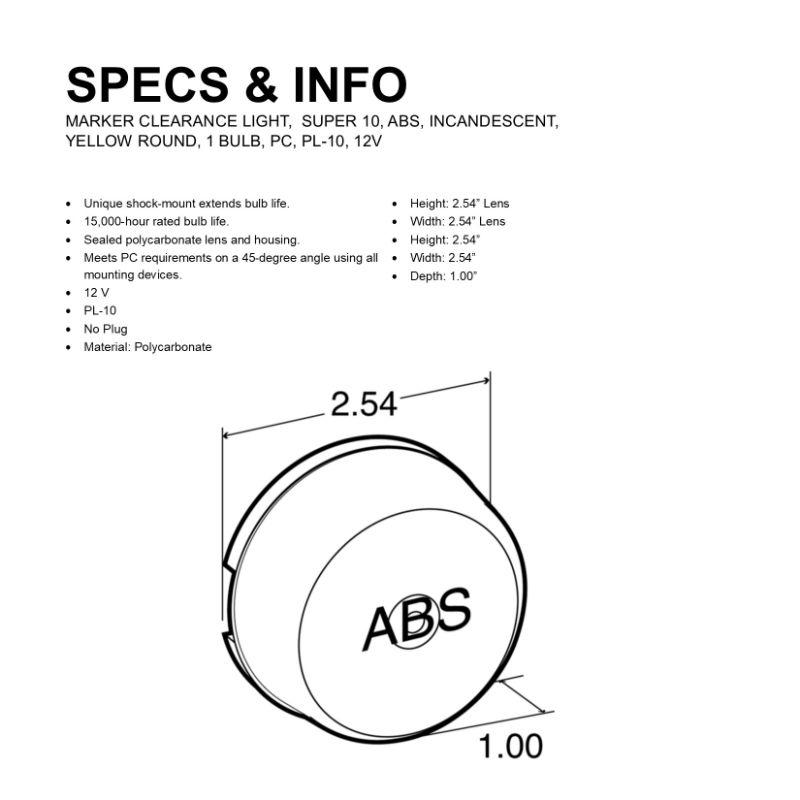 SPECS & INFO
MARKER CLEARANCE LIGHT, SUPER 10, ABS, INCANDESCENT,
YELLOW ROUND, 1 BULB, PC, PL-10, 12V
• Unique shock-mount extends bulb life.
• 15,000-hour rated bulb life.
• Sealed polycarbonate lens and housing.
• Meets PC requirements on a 45-degree angle using all
mounting devices.
• 12 V
• PL-10
• No Plug
• Material: Polycarbonate
• Height: 2.54” Lens
• Width: 2.54” Lens
• Height: 2.54”
• Width: 2.54”
• Depth: 1.00”
2.54
ABS
1.00